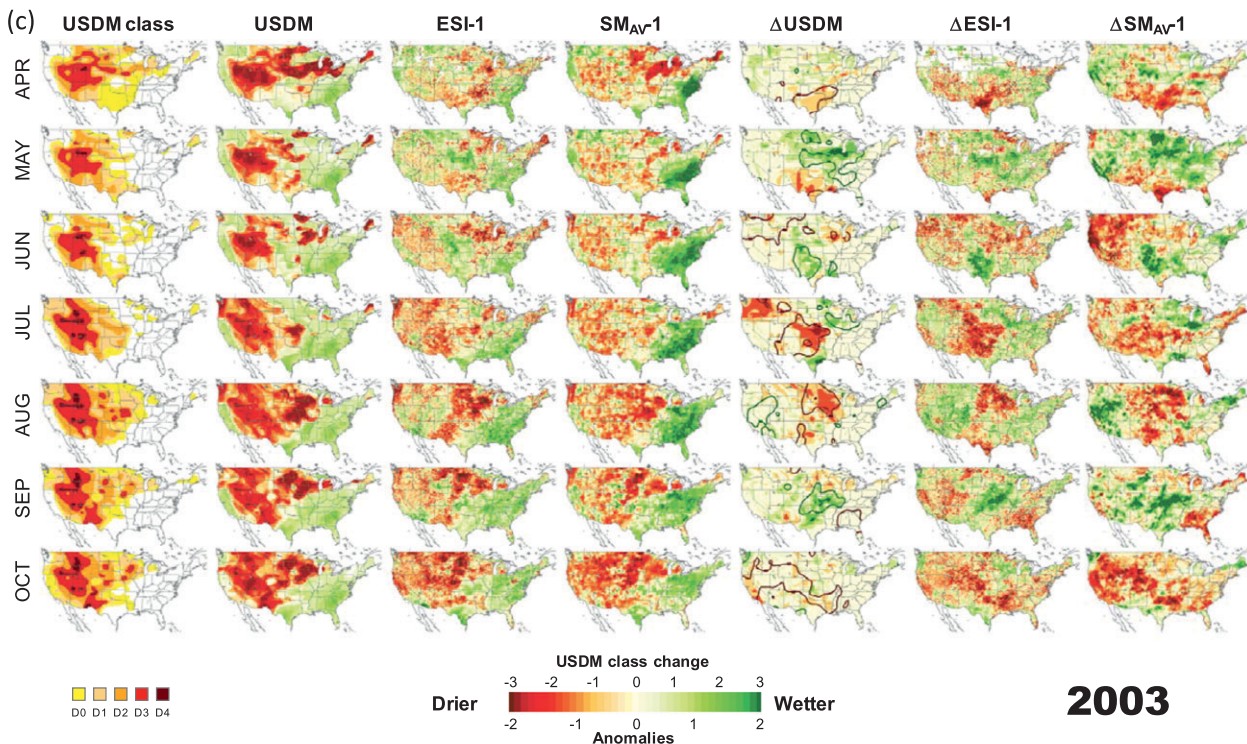 (c)
USDM class USDM ESI-1 SMAV-1 ΔUSDM ΔESI-1 ΔSMAV-1
APR
MAY
JUN
JUL
AUG
SEP
OCT
USDM class change
-3 -2 -1 0 1 2 3
Drier Wetter
-2 -1 0 1 2
Anomalies
D0 D1 D2 D3 D4
2003